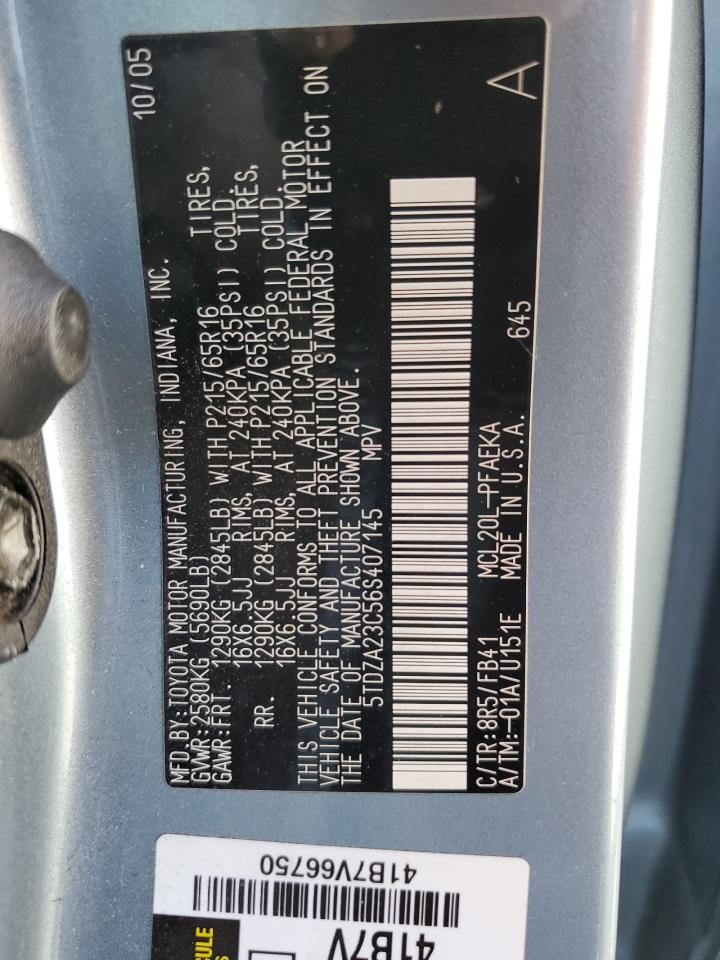 MFD.BY:TOYOTA MOTOR MANUFACTURING, INDIANA, INC. 10/05
GVWR:2580KG (5690LB)
GAWR:FRT. 1290KG (2845LB) WITH P215/65R16 TIRES,
16X6.5JJ RIMS, AT 240KPA (35PSI) COLD.
RR. 1290KG (2845LB) WITH P215/65R16 TIRES,
16X6.5JJ RIMS, AT 240KPA (35PSI) COLD.
THIS VEHICLE CONFORMS TO ALL APPLICABLE FEDERAL MOTOR
VEHICLE SAFETY AND THEFT PREVENTION STANDARDS IN EFFECT ON
THE DATE OF MANUFACTURE SHOWN ABOVE.
5TDZA23C56S407145 MPV
C/TR:8R5/FB41 MCL20L-PFAEKA
A/TM:-01A/U151E MADE IN U.S.A. 645 A
41B7V66750
41B7V